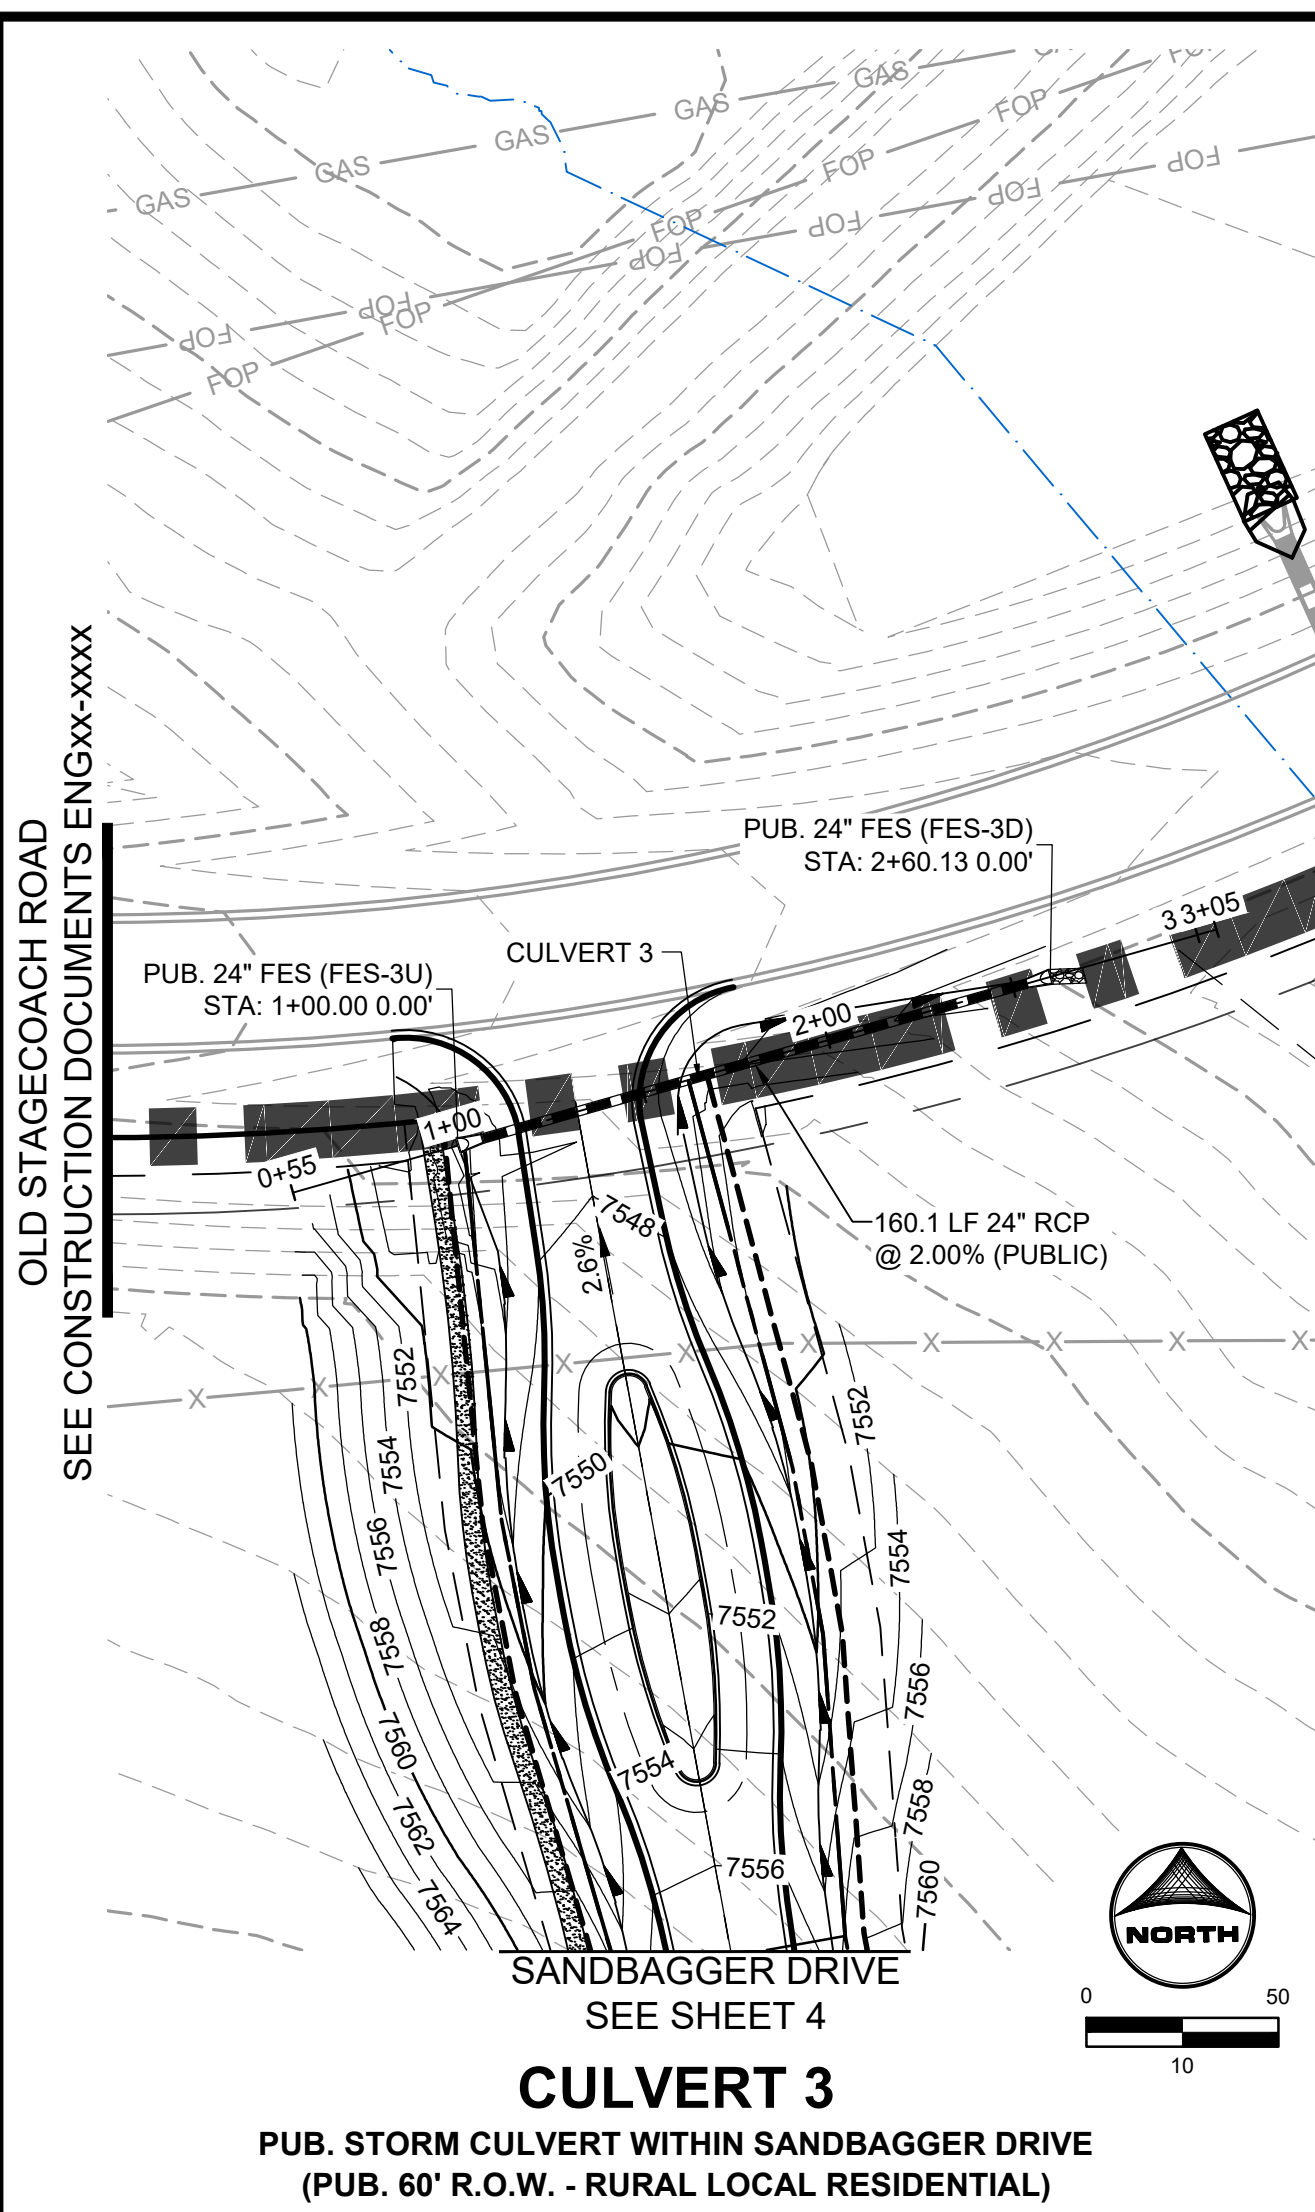 GAS
GAS
GAS
GAS
GAS
FOP
FOP
FOP
FOP
FOP
FOP
FOP
FOP
FOP
FOP
FOP
OLD STAGECOACH ROAD
SEE CONSTRUCTION DOCUMENTS ENGxx-xxxx
PUB. 24" FES (FES-3D)
STA: 2+60.13 0.00'
3 3+05
CULVERT 3
PUB. 24" FES (FES-3U)
STA: 1+00.00 0.00'
2+00
1+00
0+55
7548
2.6%
160.1 LF 24" RCP
@ 2.00% (PUBLIC)
X
X
X
X
X
X
X
X
X
X
7552
7552
7554
7550
7556
7554
7558
7552
7556
7560
7554
7558
7562
7556
7560
7564
SANDBAGGER DRIVE
SEE SHEET 4
NORTH
0 50
10
CULVERT 3
PUB. STORM CULVERT WITHIN SANDBAGGER DRIVE
(PUB. 60' R.O.W. - RURAL LOCAL RESIDENTIAL)